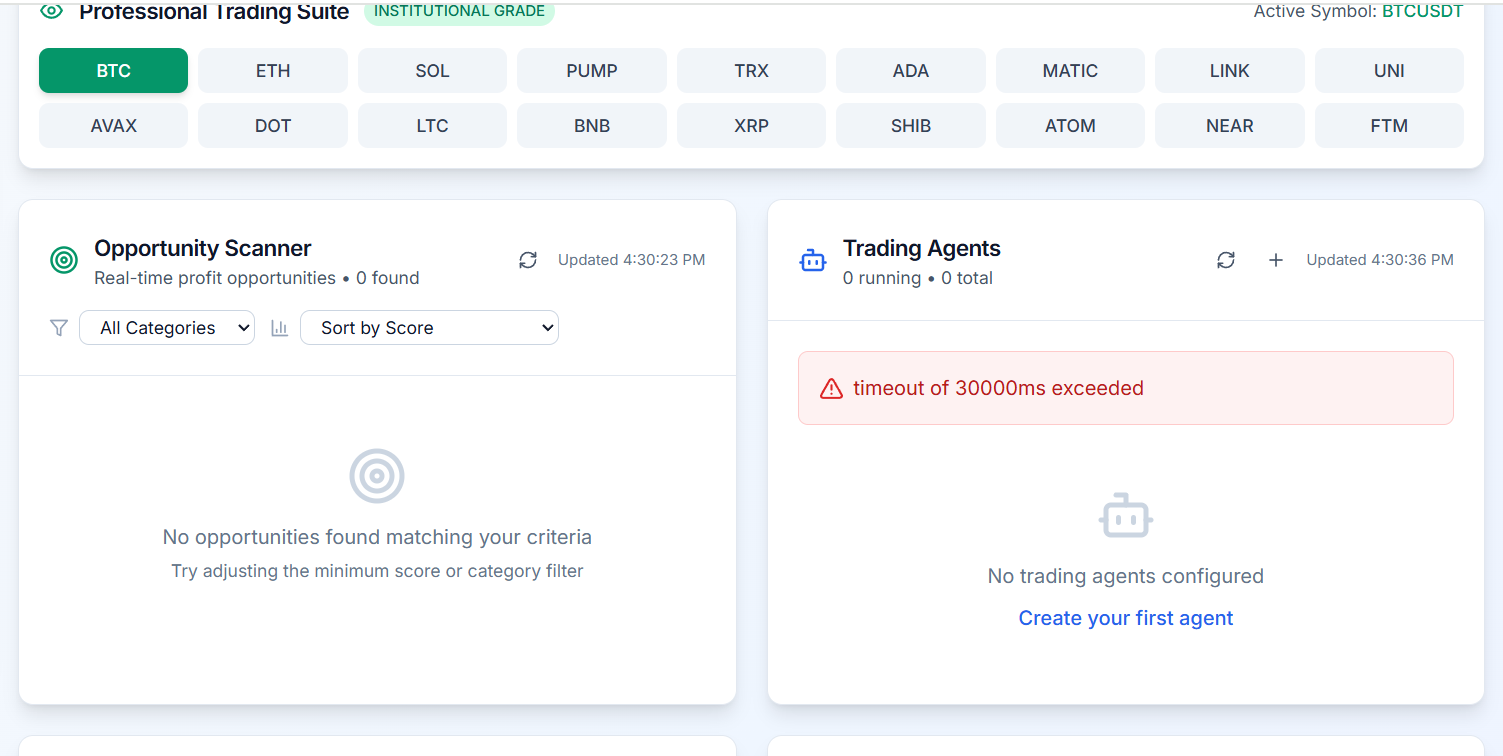 Professional Trading Suite INSTITUTIONAL GRADE Active Symbol: BTCUSDT
BTC ETH SOL PUMP TRX ADA MATIC LINK UNI
AVAX DOT LTC BNB XRP SHIB ATOM NEAR FTM
Opportunity Scanner
Real-time profit opportunities • 0 found
Updated 4:30:23 PM
All Categories Sort by Score
No opportunities found matching your criteria
Try adjusting the minimum score or category filter
Trading Agents
0 running • 0 total
Updated 4:30:36 PM
timeout of 30000ms exceeded
No trading agents configured
Create your first agent